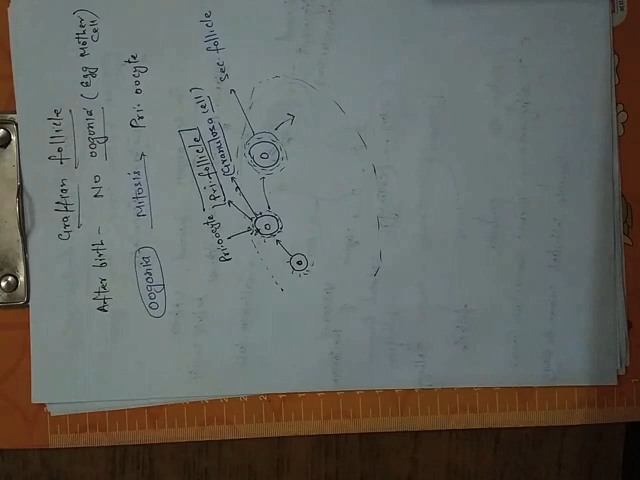 Graffian follicle
After birth - No oogonia (Egg Mother Cell)
Oogonia Mitosis → Pri. oocyte
Pri. oocyte
Pri. follicle
Granulosa cell
Sec. follicle